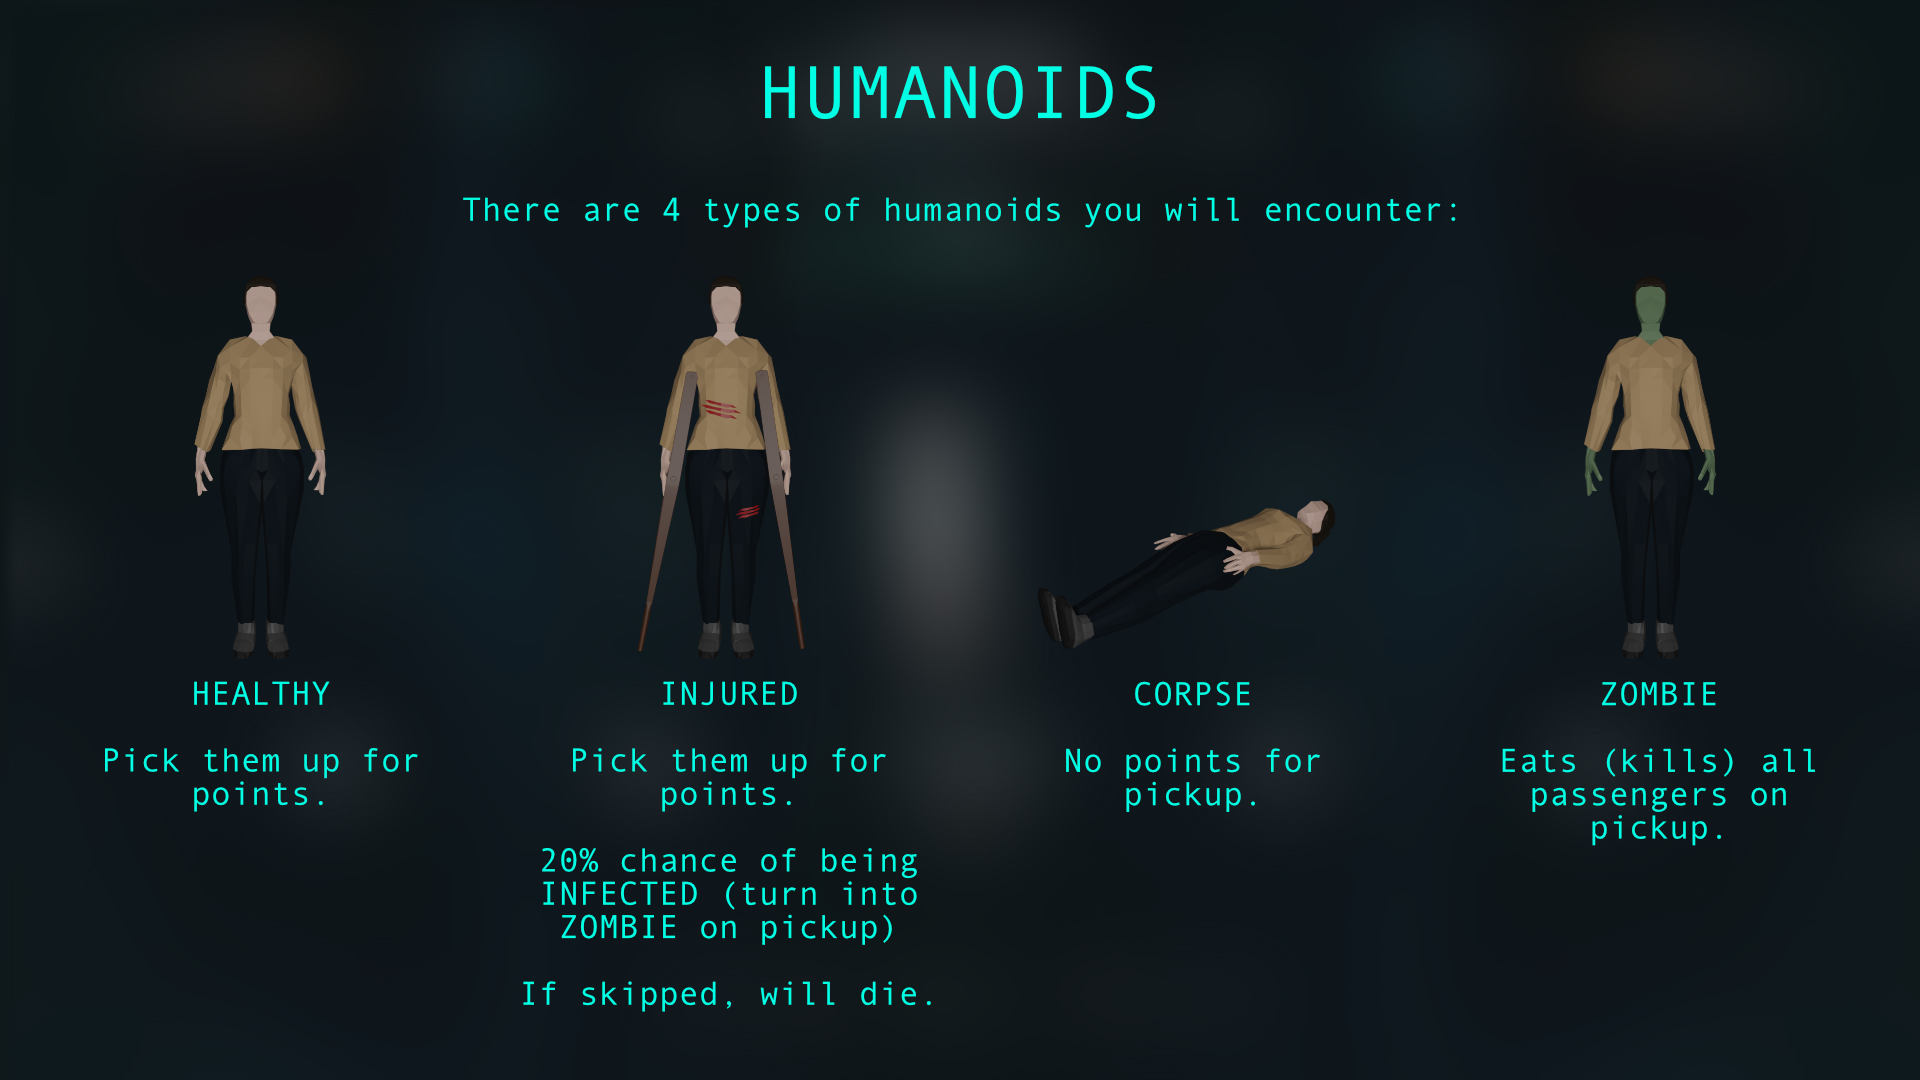 HUMANOIDS
There are 4 types of humanoids you will encounter:
HEALTHY
Pick them up for
points.
INJURED
Pick them up for
points.
20% chance of being
INFECTED (turn into
ZOMBIE on pickup)
If skipped, will die.
CORPSE
No points for
pickup.
ZOMBIE
Eats (kills) all
passengers on
pickup.